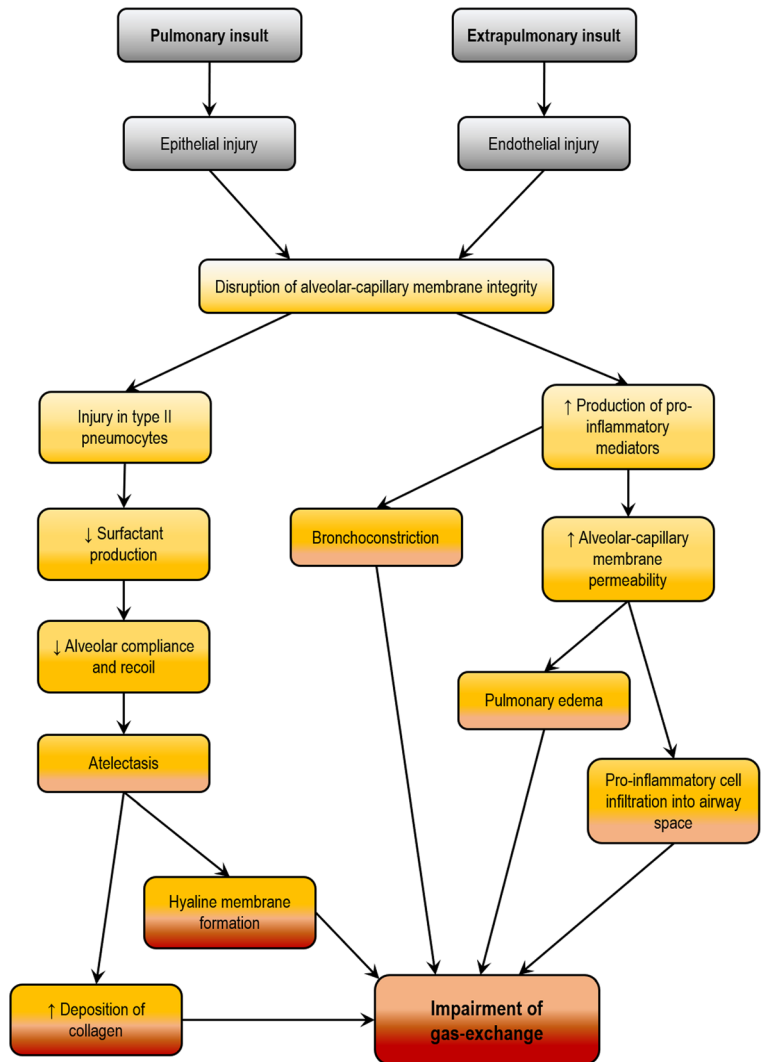 Pulmonary insult
Extrapulmonary insult
Epithelial injury
Endothelial injury
Disruption of alveolar-capillary membrane integrity
Injury in type II
pneumocytes
↑ Production of pro-
inflammatory
mediators
↓ Surfactant
production
Bronchoconstriction
↑ Alveolar-capillary
membrane
permeability
↓ Alveolar compliance
and recoil
Pulmonary edema
Atelectasis
Pro-inflammatory cell
infiltration into airway
space
Hyaline membrane
formation
↑ Deposition of
collagen
Impairment of
gas-exchange